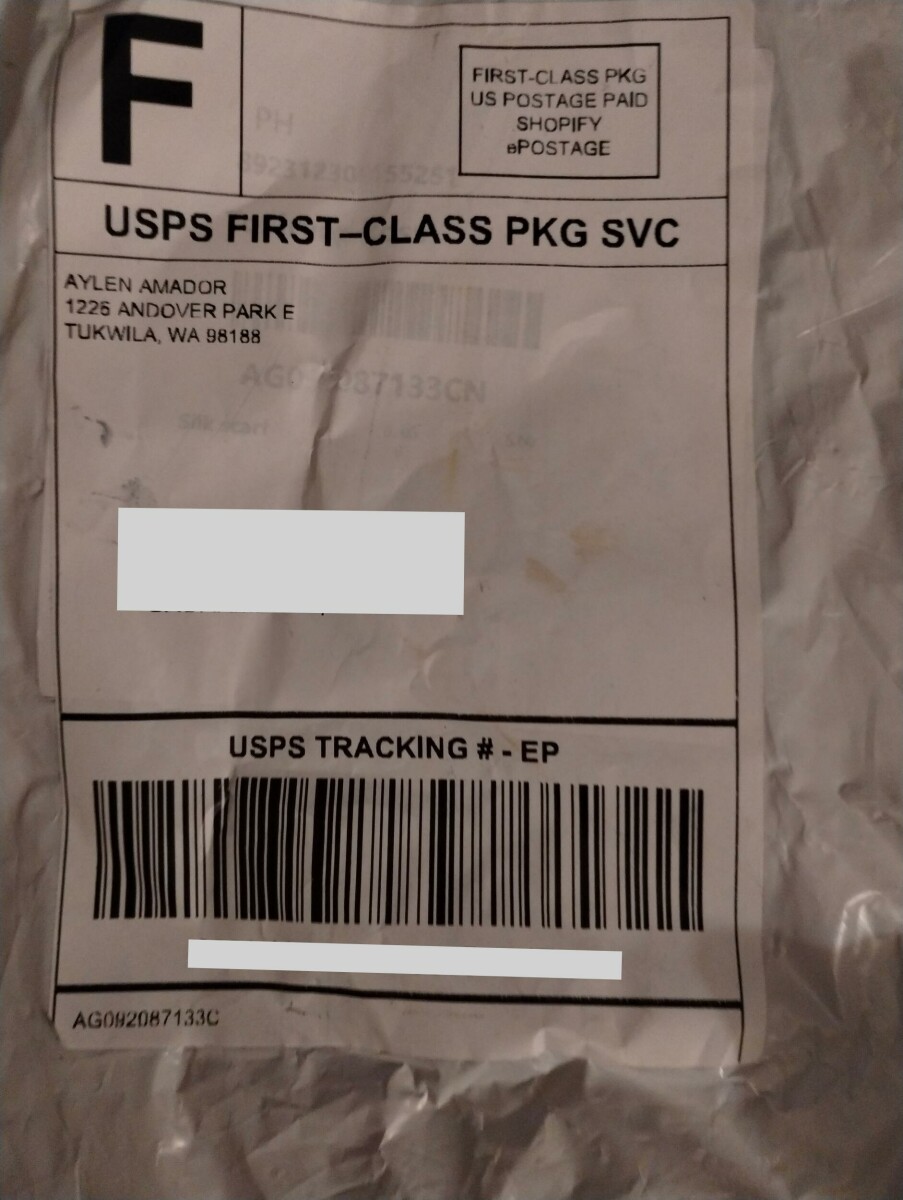 F
FIRST-CLASS PKG
US POSTAGE PAID
SHOPIFY
ePOSTAGE
PH
USPS FIRST–CLASS PKG SVC
AYLEN AMADOR
1226 ANDOVER PARK E
TUKWILA, WA 98188
USPS TRACKING # - EP
AG092087133C